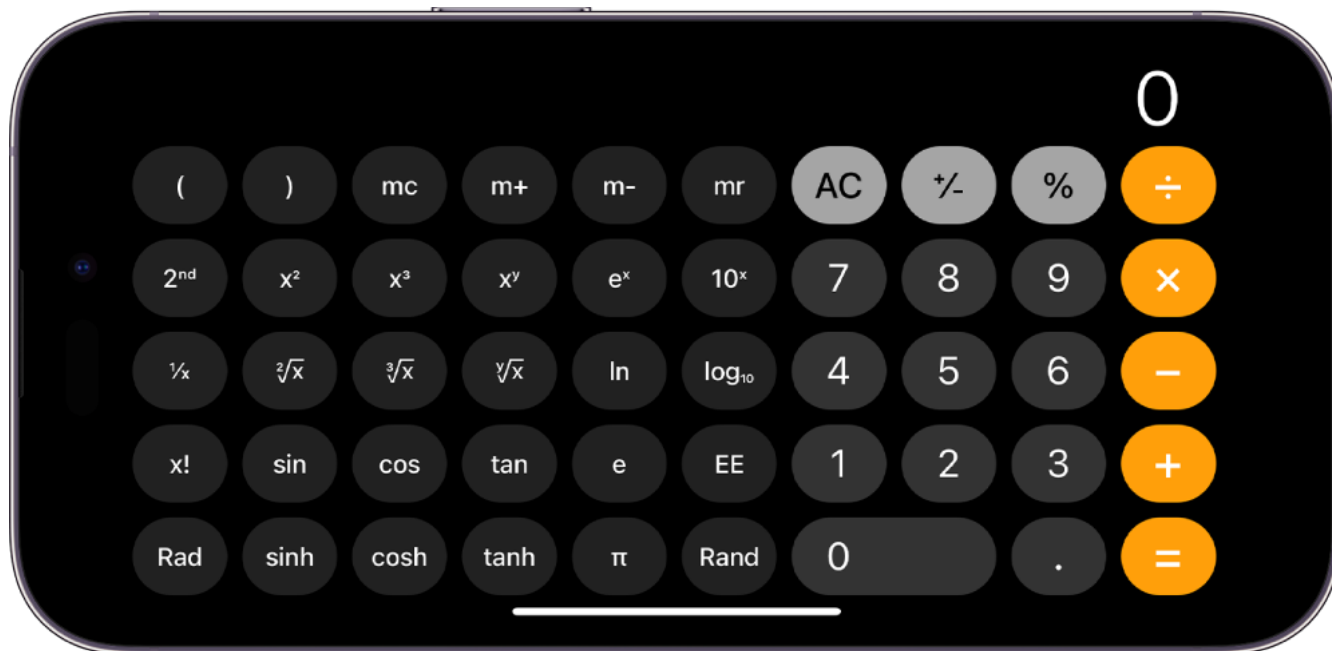 0
( ) mc m+ m- mr AC +/- % ÷
2ⁿᵈ x² x³ xʸ eˣ 10ˣ 7 8 9 ×
¹⁄ₓ ²√x ³√x ʸ√x ln log₁₀ 4 5 6 −
x! sin cos tan e EE 1 2 3 +
Rad sinh cosh tanh π Rand 0 . =